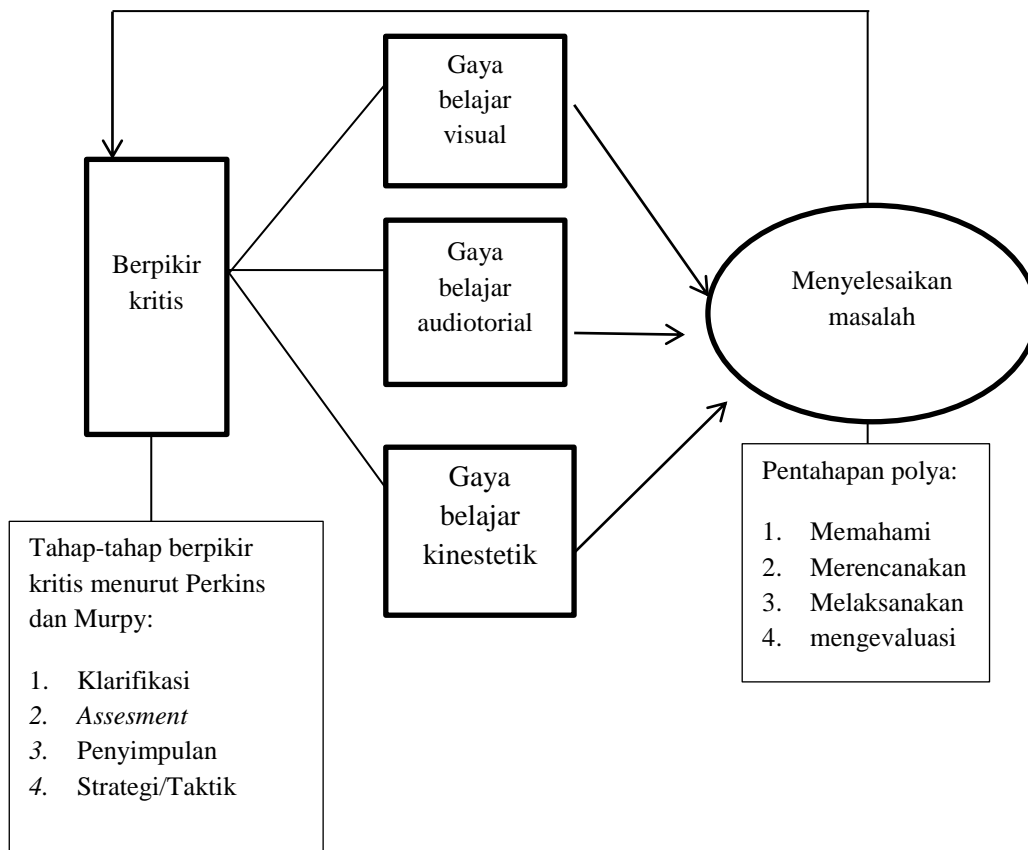 Gaya
belajar
visual
Berpikir
kritis
Gaya
belajar
audiotorial
Menyelesaikan
masalah
Gaya
belajar
kinestetik
Tahap-tahap berpikir
kritis menurut Perkins
dan Murpy:
1. Klarifikasi
2. Assesment
3. Penyimpulan
4. Strategi/Taktik
Pentahapan polya:
1. Memahami
2. Merencanakan
3. Melaksanakan
4. mengevaluasi